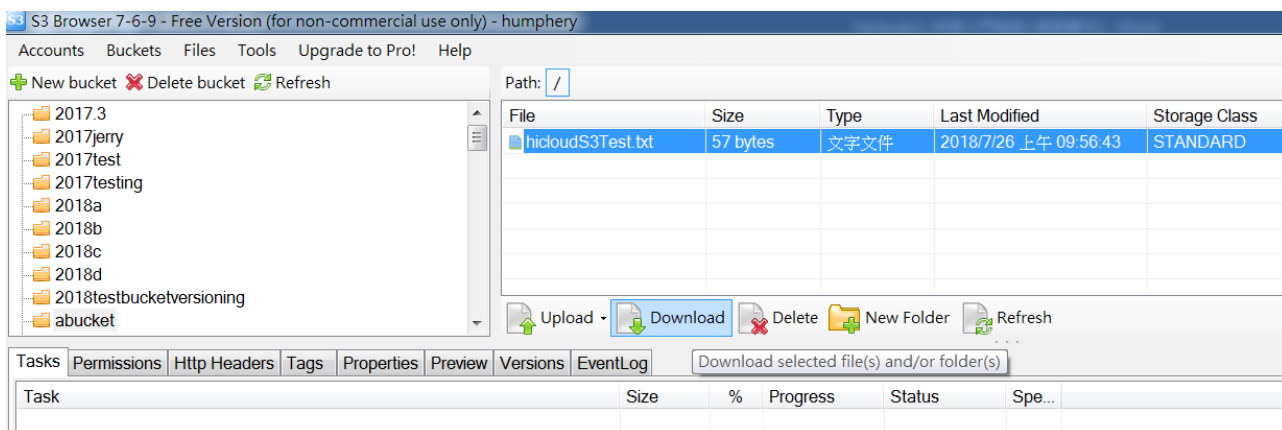 S3 S3 Browser 7-6-9 - Free Version (for non-commercial use only) - humphery
Accounts Buckets Files Tools Upgrade to Pro! Help
New bucket Delete bucket Refresh
Path: /
2017.3
2017jerry
2017test
2017testing
2018a
2018b
2018c
2018d
2018testbucketversioning
abucket
File Size Type Last Modified Storage Class
hicloudS3Test.txt 57 bytes 文字文件 2018/7/26 上午 09:56:43 STANDARD
Upload Download Delete New Folder Refresh
Tasks Permissions Http Headers Tags Properties Preview Versions EventLog
Download selected file(s) and/or folder(s)
Task Size % Progress Status Spe...